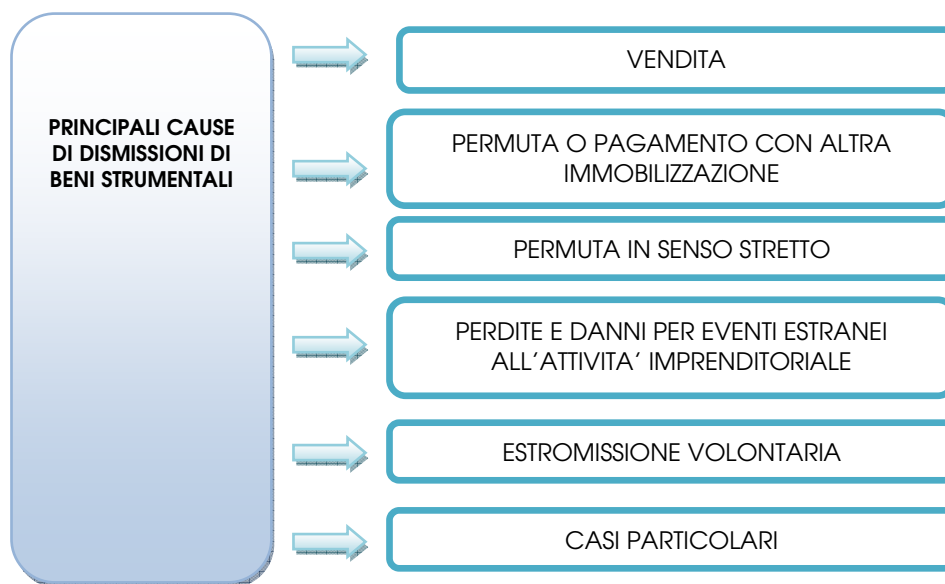 PRINCIPALI CAUSE
DI DISMISSIONI DI
BENI STRUMENTALI
VENDITA
PERMUTA O PAGAMENTO CON ALTRA
IMMOBILIZZAZIONE
PERMUTA IN SENSO STRETTO
PERDITE E DANNI PER EVENTI ESTRANEI
ALL’ATTIVITA’ IMPRENDITORIALE
ESTROMISSIONE VOLONTARIA
CASI PARTICOLARI